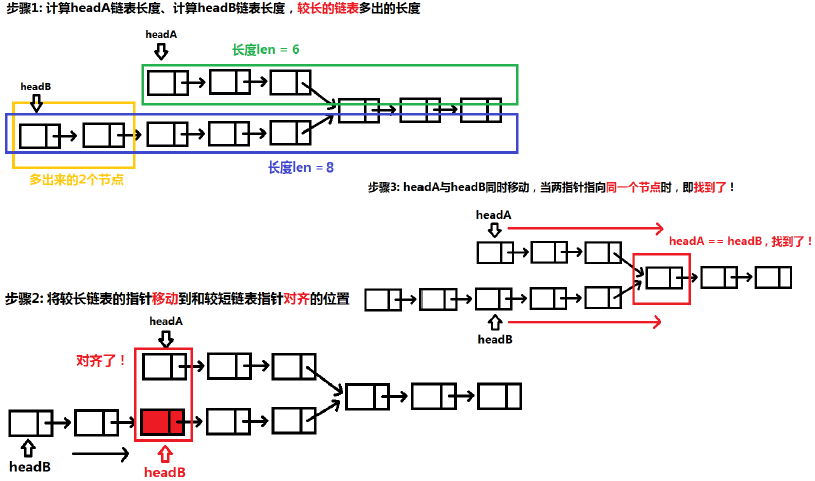 步骤1: 计算headA链表长度、计算headB链表长度，较长的链表多出的长度
headA
长度len = 6
headB
多出来的2个节点
长度len = 8
步骤3: headA与headB同时移动，当两指针指向同一个节点时，即找到了！
headA
headA == headB , 找到了！
headB
步骤2: 将较长链表的指针移动到和较短链表指针对齐的位置
headA
对齐了！
headB
headB